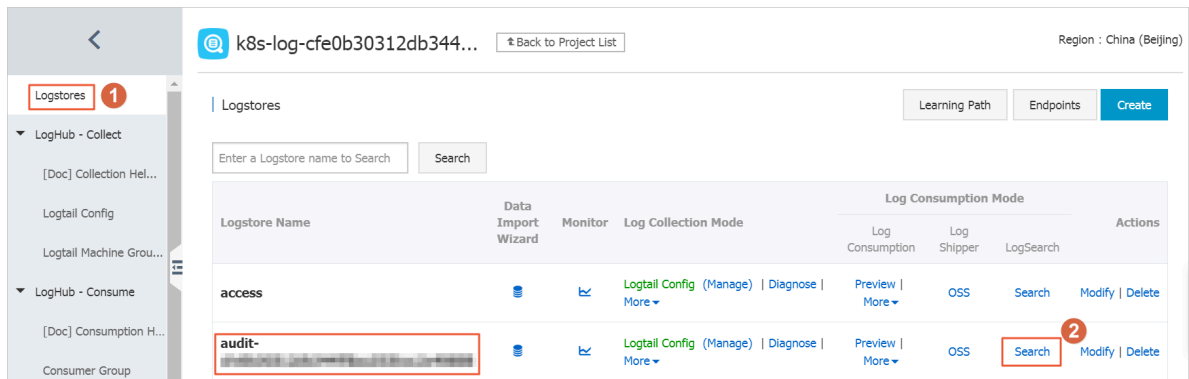 k8s-log-cfe0b30312db344...
Back to Project List
Region : China (Beijing)
Logstores
1
LogHub - Collect
[Doc] Collection Hel...
Logtail Config
Logtail Machine Grou...
LogHub - Consume
[Doc] Consumption H...
Consumer Group
Logstores
Learning Path
Endpoints
Create
Enter a Logstore name to Search
Search
Logstore Name
Data
Import
Wizard
Monitor
Log Collection Mode
Log Consumption Mode
Log
Consumption
Log
Shipper
LogSearch
Actions
access
Logtail Config (Manage) | Diagnose |
More
Preview |
More
OSS
Search
Modify | Delete
audit-
Logtail Config (Manage) | Diagnose |
More
Preview |
More
OSS
Search
2
Modify | Delete